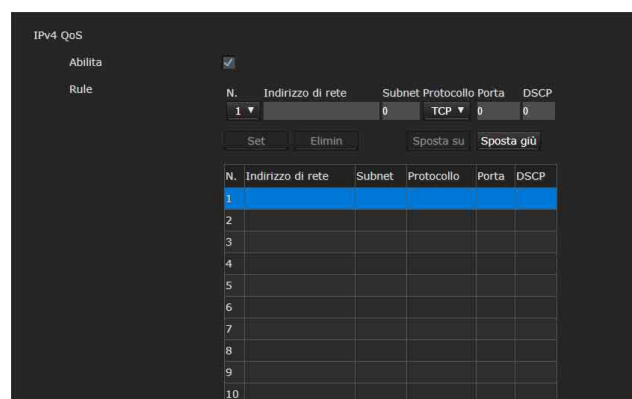 IPv4 QoS
Abilita
Rule
N. Indirizzo di rete Subnet Protocollo Porta DSCP
1 0 TCP 0 0
Set Elimin Sposta su Sposta giù
N. Indirizzo di rete Subnet Protocollo Porta DSCP
1
2
3
4
5
6
7
8
9
10